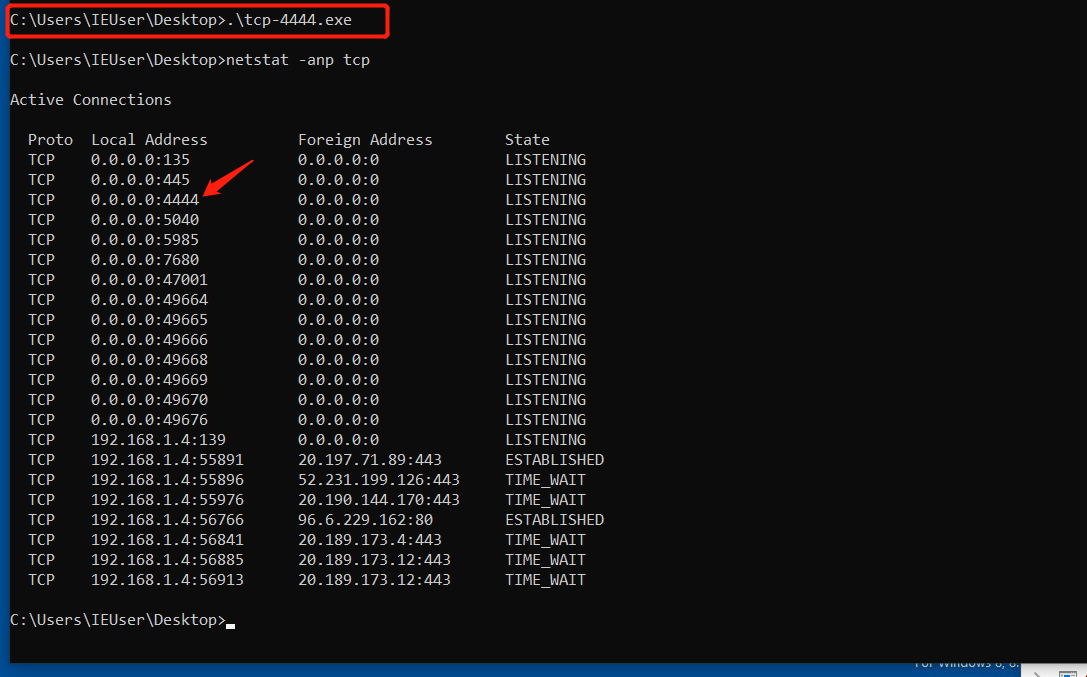 C:\Users\IEUser\Desktop>.\tcp-4444.exe
C:\Users\IEUser\Desktop>netstat -anp tcp
Active Connections
Proto  Local Address          Foreign Address        State
TCP    0.0.0.0:135            0.0.0.0:0              LISTENING
TCP    0.0.0.0:445            0.0.0.0:0              LISTENING
TCP    0.0.0.0:4444           0.0.0.0:0              LISTENING
TCP    0.0.0.0:5040           0.0.0.0:0              LISTENING
TCP    0.0.0.0:5985           0.0.0.0:0              LISTENING
TCP    0.0.0.0:7680           0.0.0.0:0              LISTENING
TCP    0.0.0.0:47001          0.0.0.0:0              LISTENING
TCP    0.0.0.0:49664          0.0.0.0:0              LISTENING
TCP    0.0.0.0:49665          0.0.0.0:0              LISTENING
TCP    0.0.0.0:49666          0.0.0.0:0              LISTENING
TCP    0.0.0.0:49668          0.0.0.0:0              LISTENING
TCP    0.0.0.0:49669          0.0.0.0:0              LISTENING
TCP    0.0.0.0:49670          0.0.0.0:0              LISTENING
TCP    0.0.0.0:49676          0.0.0.0:0              LISTENING
TCP    192.168.1.4:139        0.0.0.0:0              LISTENING
TCP    192.168.1.4:55891      20.197.71.89:443       ESTABLISHED
TCP    192.168.1.4:55896      52.231.199.126:443     TIME_WAIT
TCP    192.168.1.4:55976      20.190.144.170:443     TIME_WAIT
TCP    192.168.1.4:56766      96.6.229.162:80        ESTABLISHED
TCP    192.168.1.4:56841      20.189.173.4:443       TIME_WAIT
TCP    192.168.1.4:56885      20.189.173.12:443      TIME_WAIT
TCP    192.168.1.4:56913      20.189.173.12:443      TIME_WAIT
C:\Users\IEUser\Desktop>
For Windows 8, 8.